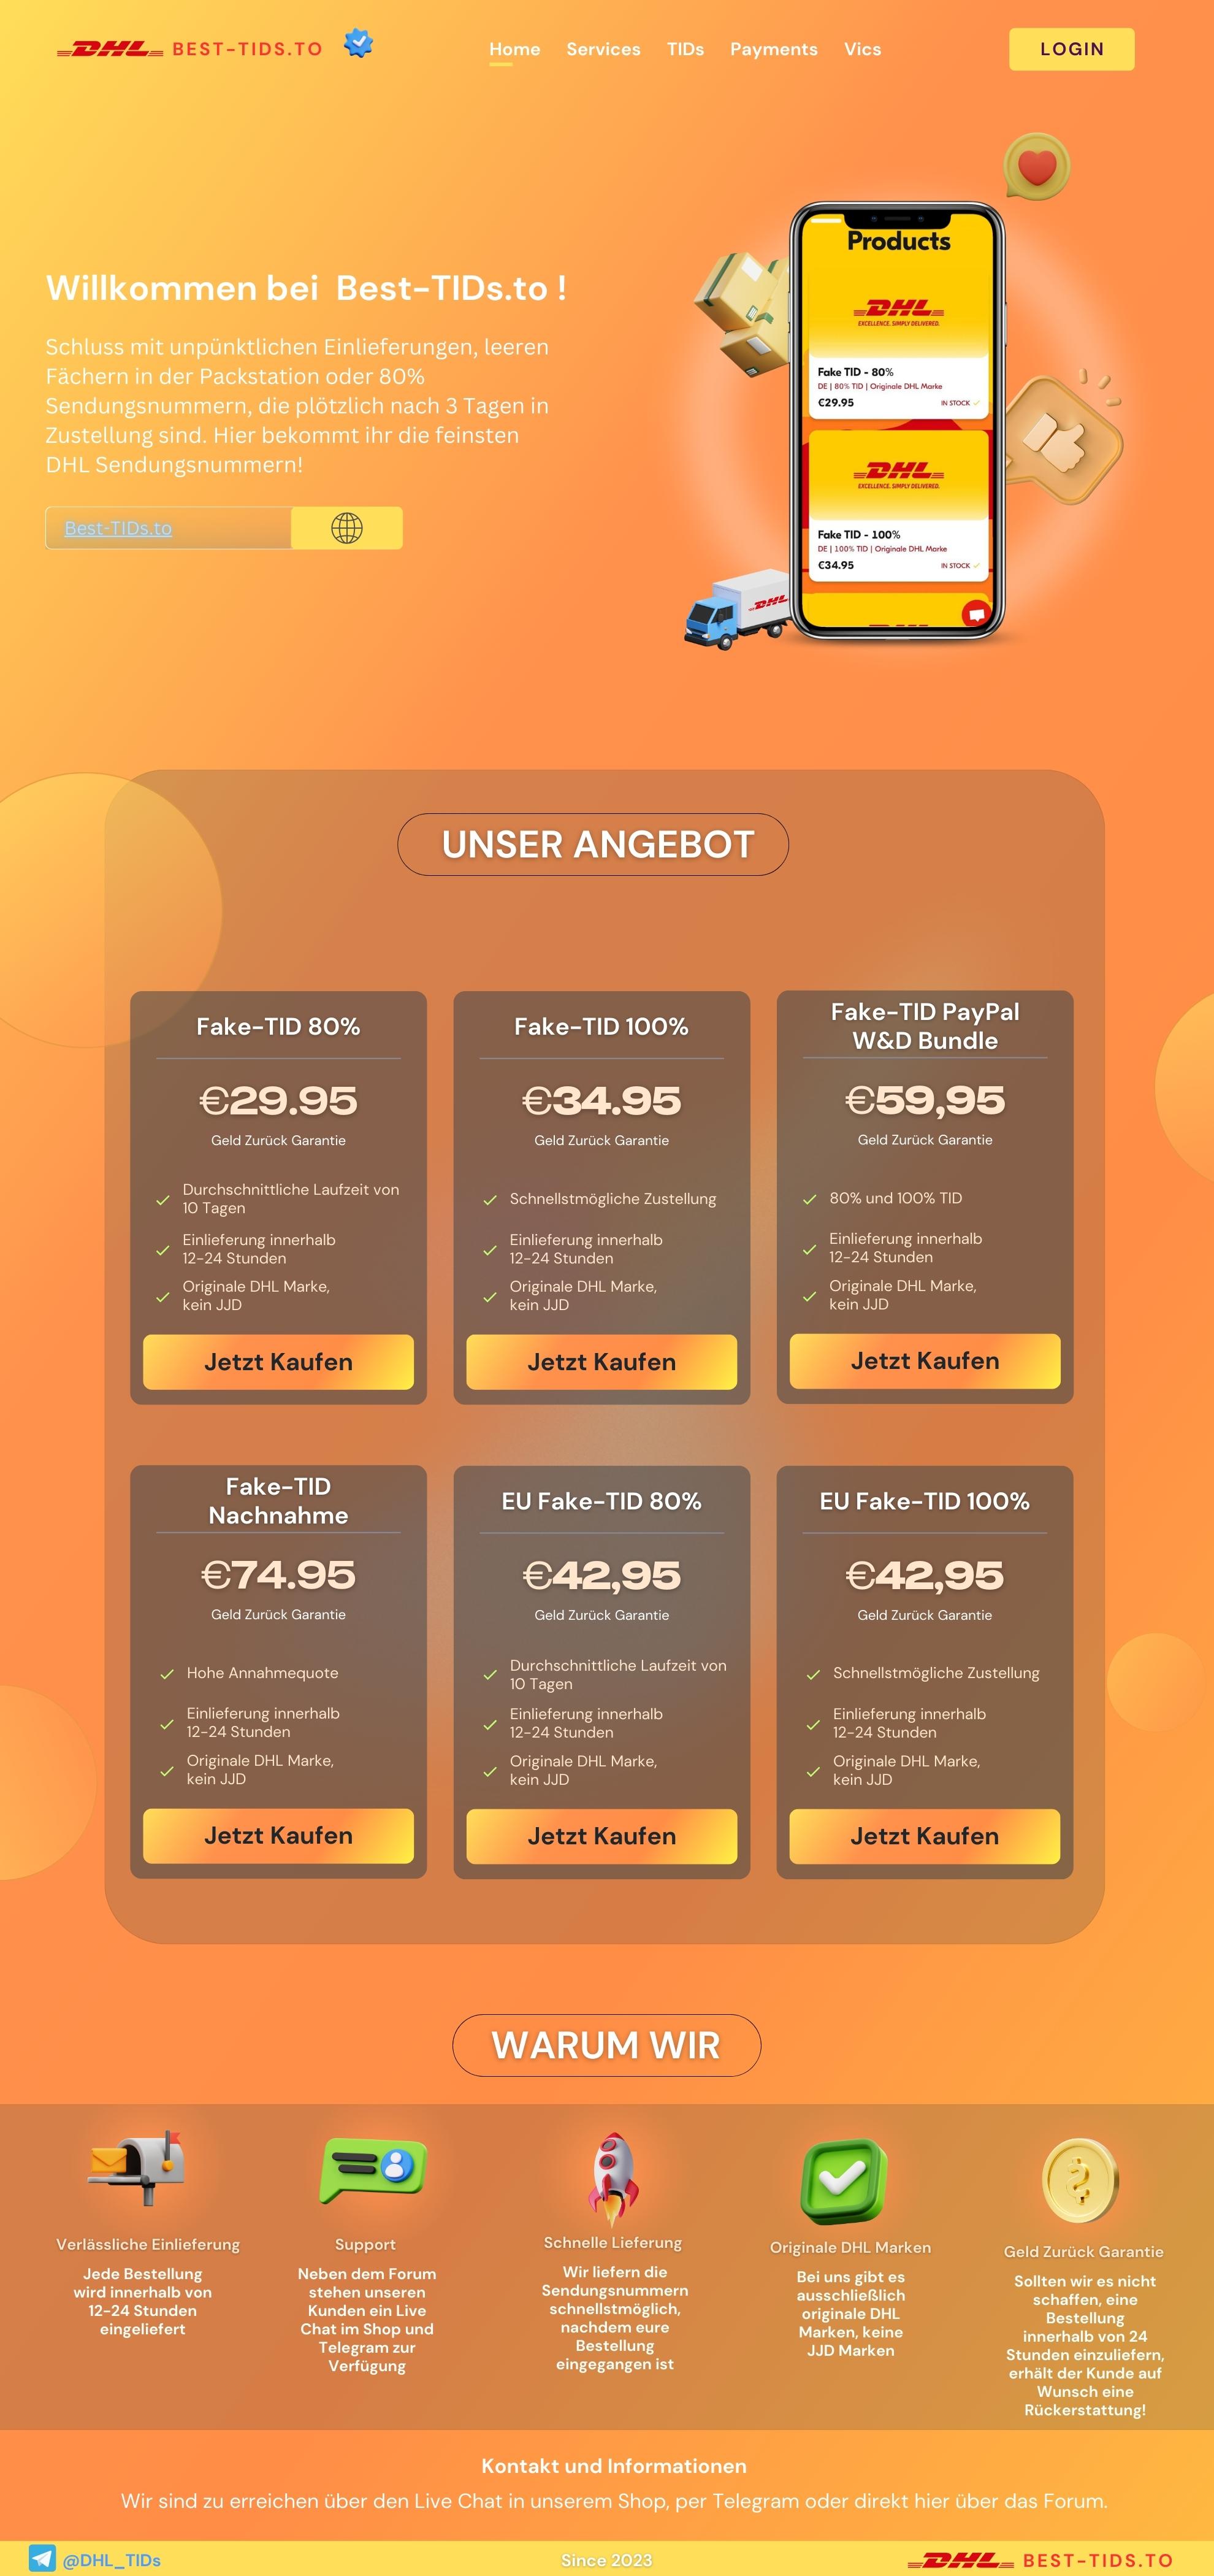 DHL BEST-TIDS.TO
Home Services TIDs Payments Vics
LOGIN
Products
DHL
EXCELLENCE. SIMPLY DELIVERED.
Fake TID - 80%
DE | 80% TID | Originale DHL Marke
€29.95 IN STOCK
DHL
EXCELLENCE. SIMPLY DELIVERED.
Fake TID - 100%
DE | 100% TID | Originale DHL Marke
€34.95 IN STOCK
DHL
Willkommen bei Best-TIDs.to !
Schluss mit unpünktlichen Einlieferungen, leeren
Fächern in der Packstation oder 80%
Sendungsnummern, die plötzlich nach 3 Tagen in
Zustellung sind. Hier bekommt ihr die feinsten
DHL Sendungsnummern!
Best-TIDs.to
UNSER ANGEBOT
Fake-TID 80%
€29.95
Geld Zurück Garantie
Durchschnittliche Laufzeit von
10 Tagen
Einlieferung innerhalb
12-24 Stunden
Originale DHL Marke,
kein JJD
Jetzt Kaufen
Fake-TID 100%
€34.95
Geld Zurück Garantie
Schnellstmögliche Zustellung
Einlieferung innerhalb
12-24 Stunden
Originale DHL Marke,
kein JJD
Jetzt Kaufen
Fake-TID PayPal
W&D Bundle
€59,95
Geld Zurück Garantie
80% und 100% TID
Einlieferung innerhalb
12-24 Stunden
Originale DHL Marke,
kein JJD
Jetzt Kaufen
Fake-TID
Nachnahme
€74.95
Geld Zurück Garantie
Hohe Annahmequote
Einlieferung innerhalb
12-24 Stunden
Originale DHL Marke,
kein JJD
Jetzt Kaufen
EU Fake-TID 80%
€42,95
Geld Zurück Garantie
Durchschnittliche Laufzeit von
10 Tagen
Einlieferung innerhalb
12-24 Stunden
Originale DHL Marke,
kein JJD
Jetzt Kaufen
EU Fake-TID 100%
€42,95
Geld Zurück Garantie
Schnellstmögliche Zustellung
Einlieferung innerhalb
12-24 Stunden
Originale DHL Marke,
kein JJD
Jetzt Kaufen
WARUM WIR
Verlässliche Einlieferung
Jede Bestellung
wird innerhalb von
12-24 Stunden
eingeliefert
Support
Neben dem Forum
stehen unseren
Kunden ein Live
Chat im Shop und
Telegram zur
Verfügung
Schnelle Lieferung
Wir liefern die
Sendungsnummern
schnellstmöglich,
nachdem eure
Bestellung
eingegangen ist
Originale DHL Marken
Bei uns gibt es
ausschließlich
originale DHL
Marken, keine
JJD Marken
Geld Zurück Garantie
Sollten wir es nicht
schaffen, eine
Bestellung
innerhalb von 24
Stunden einzuliefern,
erhält der Kunde auf
Wunsch eine
Rückerstattung!
Kontakt und Informationen
Wir sind zu erreichen über den Live Chat in unserem Shop, per Telegram oder direkt hier über das Forum.
@DHL_TIDs
Since 2023
DHL BEST-TIDS.TO